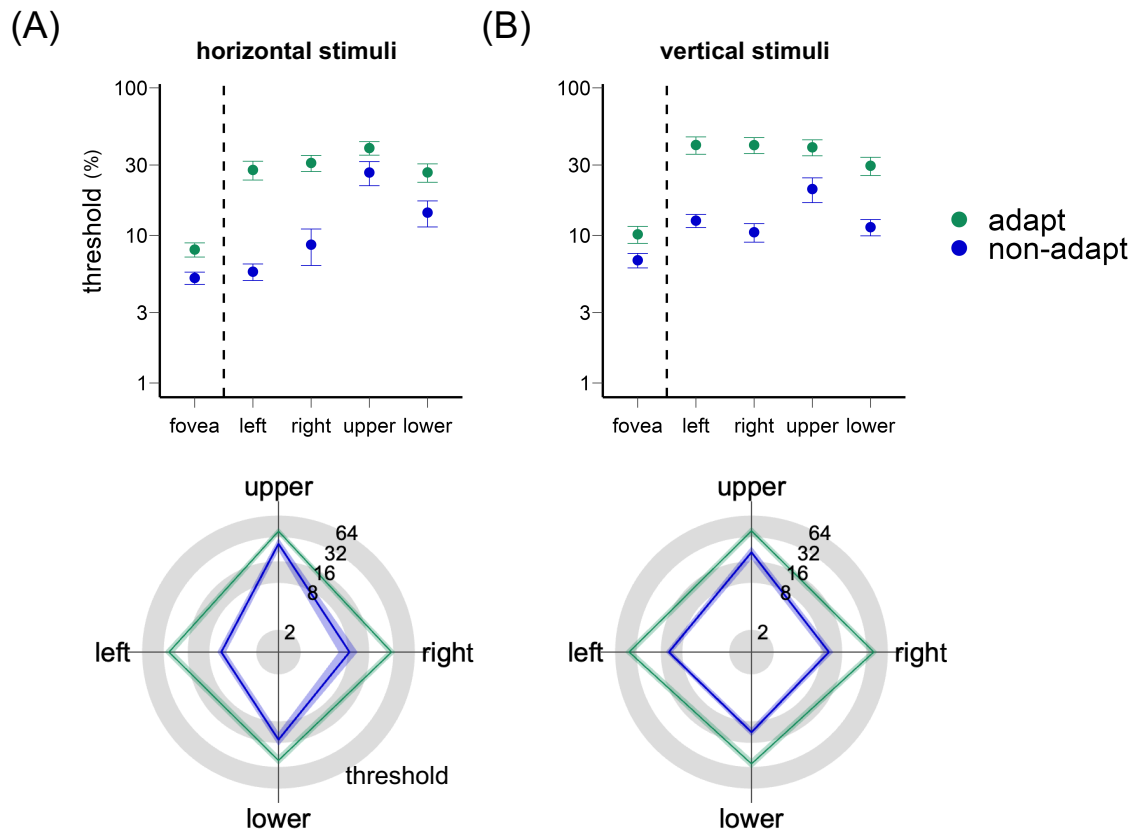 (A)
horizontal stimuli
threshold (%)
100
30
10
3
1
fovea left right upper lower
(B)
vertical stimuli
100
30
10
3
1
fovea left right upper lower
adapt
non-adapt
upper
64
32
16
8
2
left
right
threshold
lower
upper
64
32
16
8
2
left
right
lower